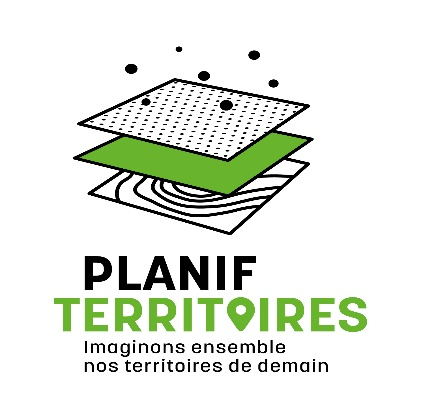 PLANIF
TERRITOIRES
Imaginons ensemble
nos territoires de demain